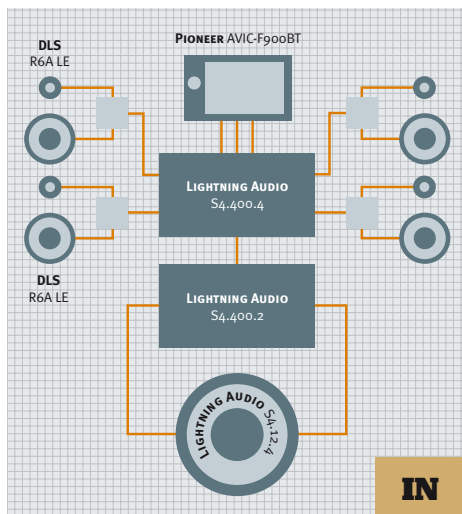 PIONEER AVIC-F900BT
DLS
R6A LE
LIGHTNING AUDIO
S4.400.4
DLS
R6A LE
LIGHTNING AUDIO
S4.400.2
LIGHTNING AUDIO S4.12.4
IN